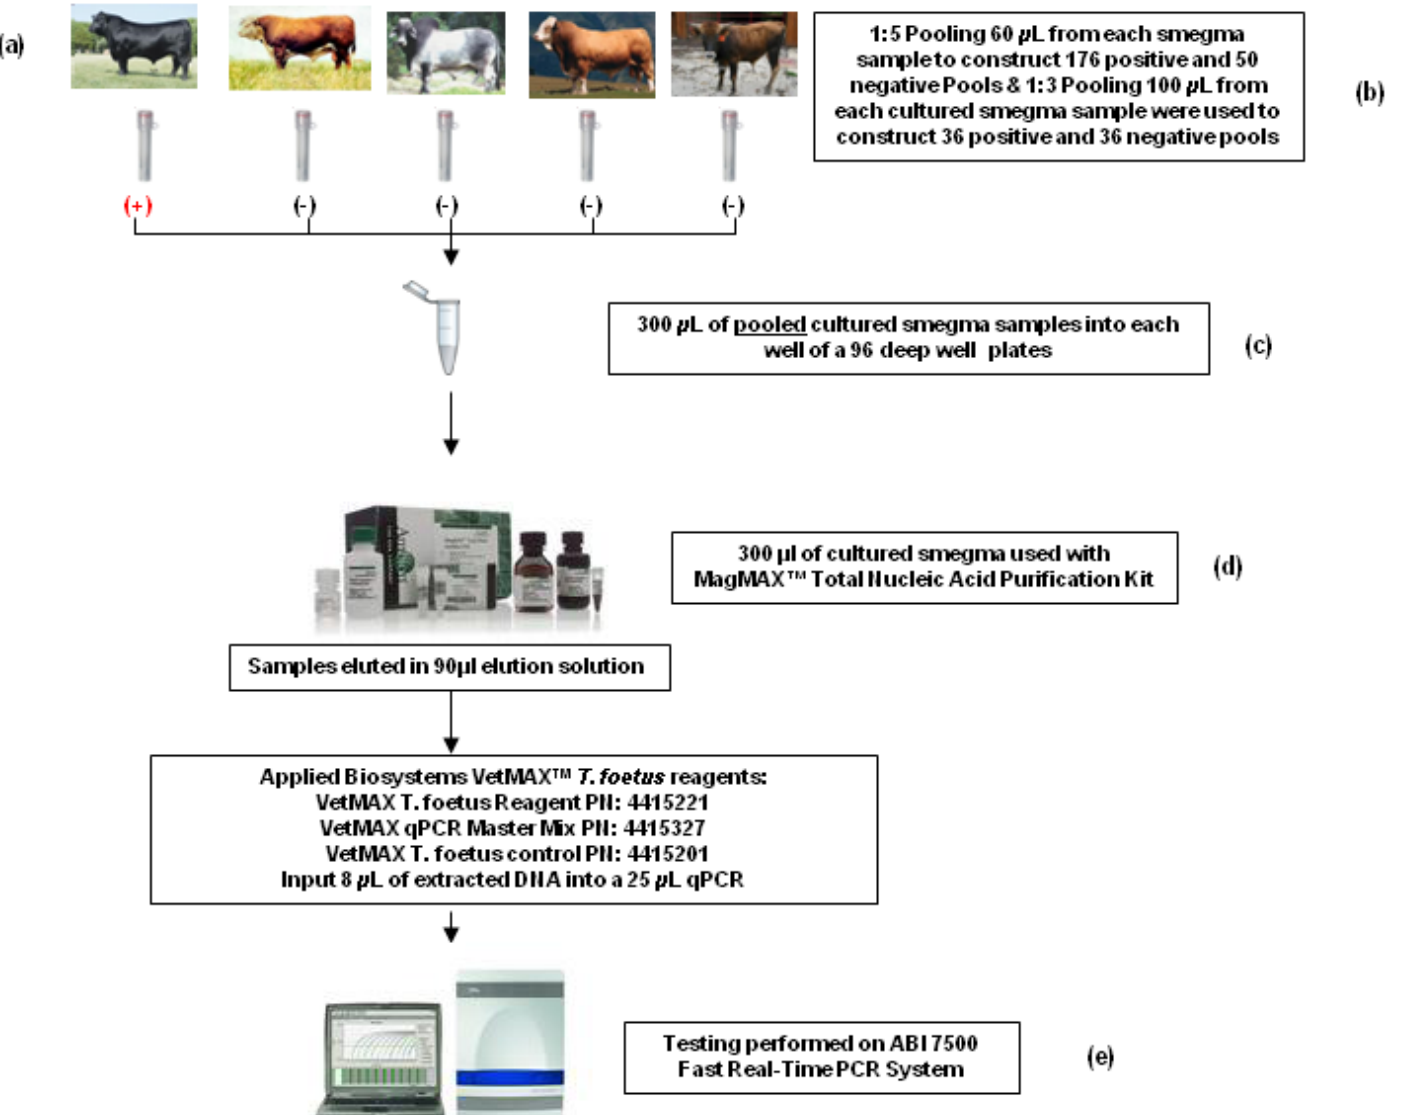 (a)
1:5 Pooling 60 µL from each smegma
sample to construct 176 positive and 50
negative Pools & 1:3 Pooling 100 µL from
each cultured smegma sample were used to
construct 36 positive and 36 negative pools
(b)
(+) (-) (-) (-) (-)
300 µL of pooled cultured smegma samples into each
well of a 96 deep well plates
(c)
300 µl of cultured smegma used with
MagMAX™ Total Nucleic Acid Purification Kit
(d)
Samples eluted in 90µl elution solution
Applied Biosystems VetMAX™ T. foetus reagents:
VetMAX T. foetus Reagent PN: 4415221
VetMAX qPCR Master Mix PN: 4415327
VetMAX T. foetus control PN: 4415201
Input 8 µL of extracted DNA into a 25 µL qPCR
Testing performed on ABI 7500
Fast Real-Time PCR System
(e)